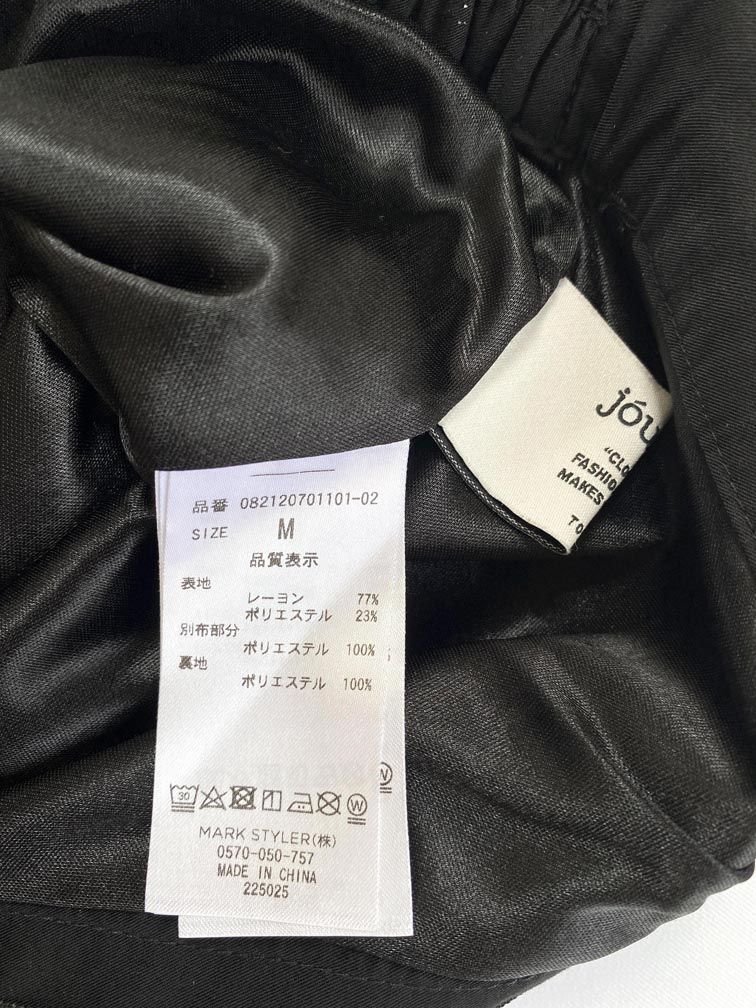 品番 082120701101-02
SIZE M
品質表示
表地
レーヨン 77%
ポリエステル 23%
別布部分
ポリエステル 100%
裏地
ポリエステル 100%
30
W
W
MARK STYLER(株)
0570-050-757
MADE IN CHINA
225025
jóu
"CLO
FASHIO
MAKES
TO